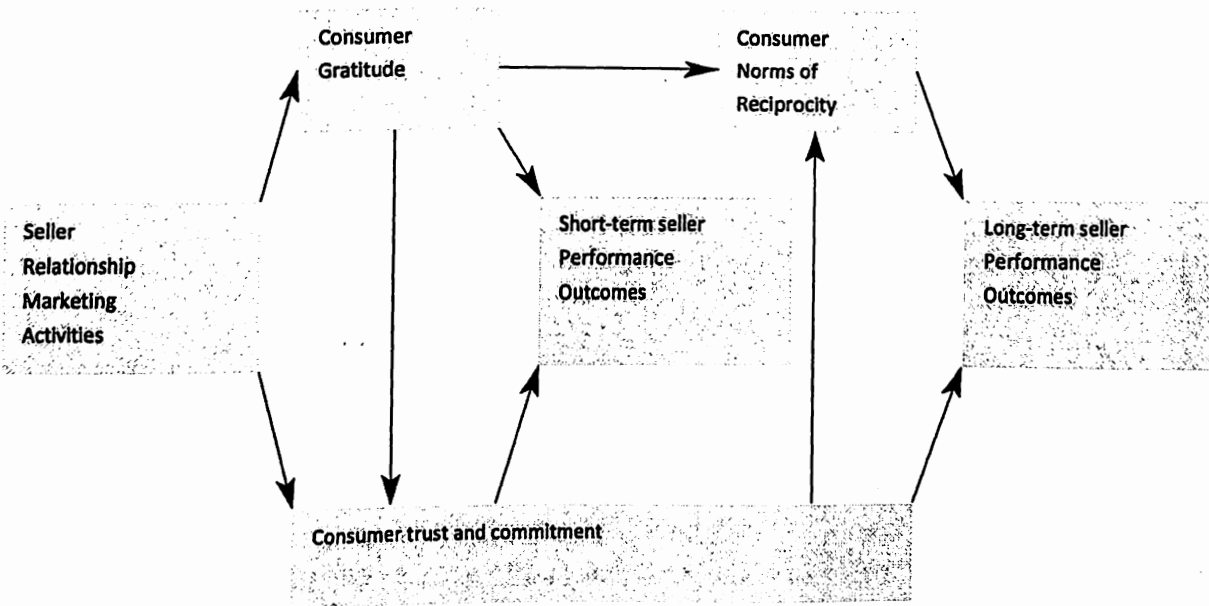 Consumer
Gratitude
Consumer
Norms of
Reciprocity
Seller
Relationship
Marketing
Activities
Short-term seller
Performance
Outcomes
Long-term seller
Performance
Outcomes
Consumer trust and commitment